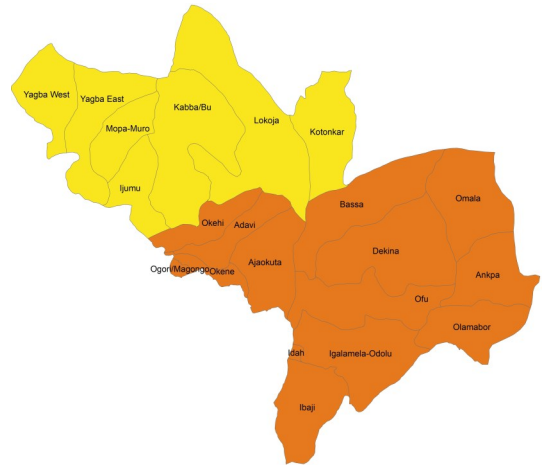 Yagba West
Yagba East
Kabba/Bu
Lokoja
Mopa-Muro
Kotonkar
Ijumu
Omala
Bassa
Okehi
Adavi
Dekina
Ajaokuta
Ogori/Magongo
Okene
Ankpa
Ofu
Olamabor
Idah
Igalamela-Odolu
Ibaji